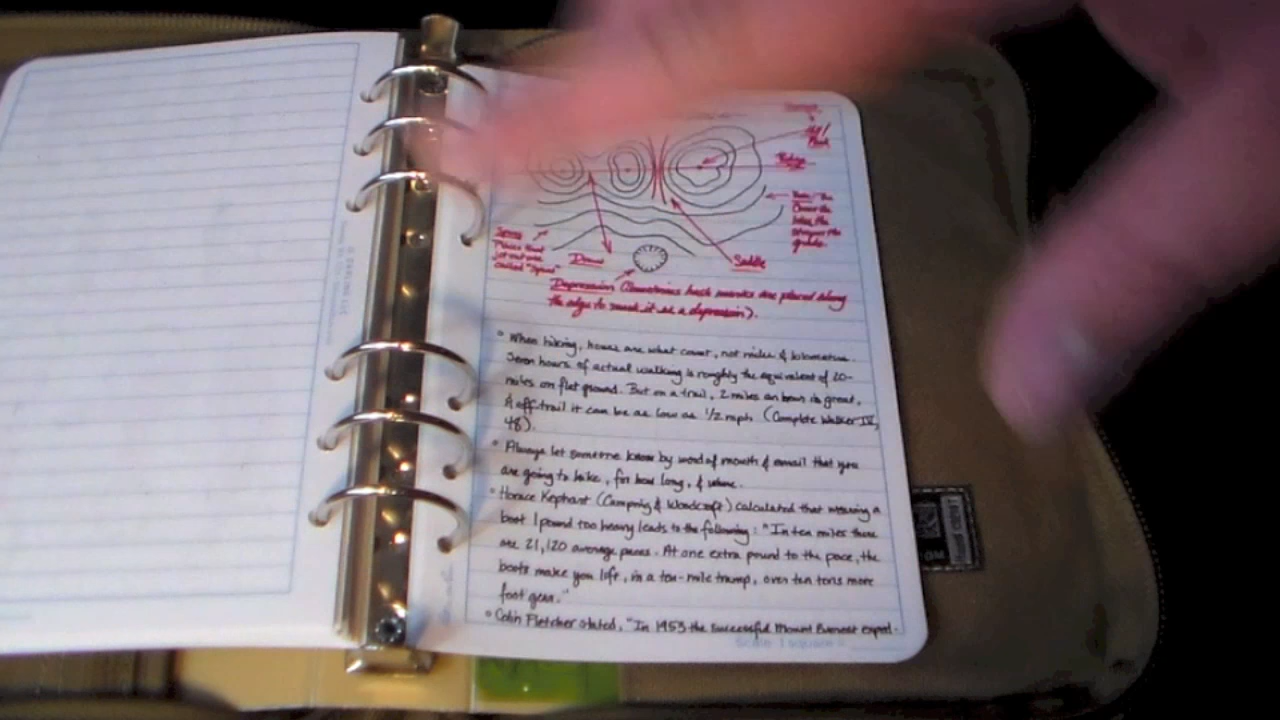 Hill/
Peak
Ridge
Draw
Saddle
Depression (Sometimes hash marks are placed along
the edge to mark it as a depression).
• When hiking, hours are what count, not miles & kilometers.
Seven hours of actual walking is roughly the equivalent of 20-
miles on flat ground. But on a trail, 2 miles an hour is great,
& off-trail it can be as low as 1/2 mph (Complete Walker IV,
48).
• Always let someone know by word of mouth & email that you
are going to hike, for how long, & where.
• Horace Kephart (Camping & Woodcraft) calculated that wearing a
boot 1 pound too heavy leads to the following: "In ten miles there
are 21,120 average paces. At one extra pound to the pace, the
boots make you lift, in a ten-mile tramp, over ten tons more
foot gear."
• Colin Fletcher stated, "In 1953 the successful Mount Everest exped-
Scale: 1 square =